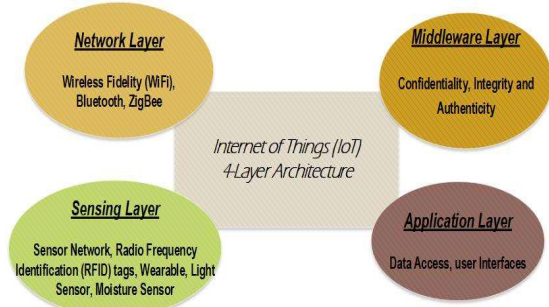 Network Layer
Wireless Fidelity (WiFi),
Bluetooth, ZigBee
Middleware Layer
Confidentiality, Integrity and
Authenticity
Internet of Things (IoT)
4-Layer Architecture
Sensing Layer
Sensor Network, Radio Frequency
Identification (RFID) tags, Wearable, Light
Sensor, Moisture Sensor
Application Layer
Data Access, user Interfaces